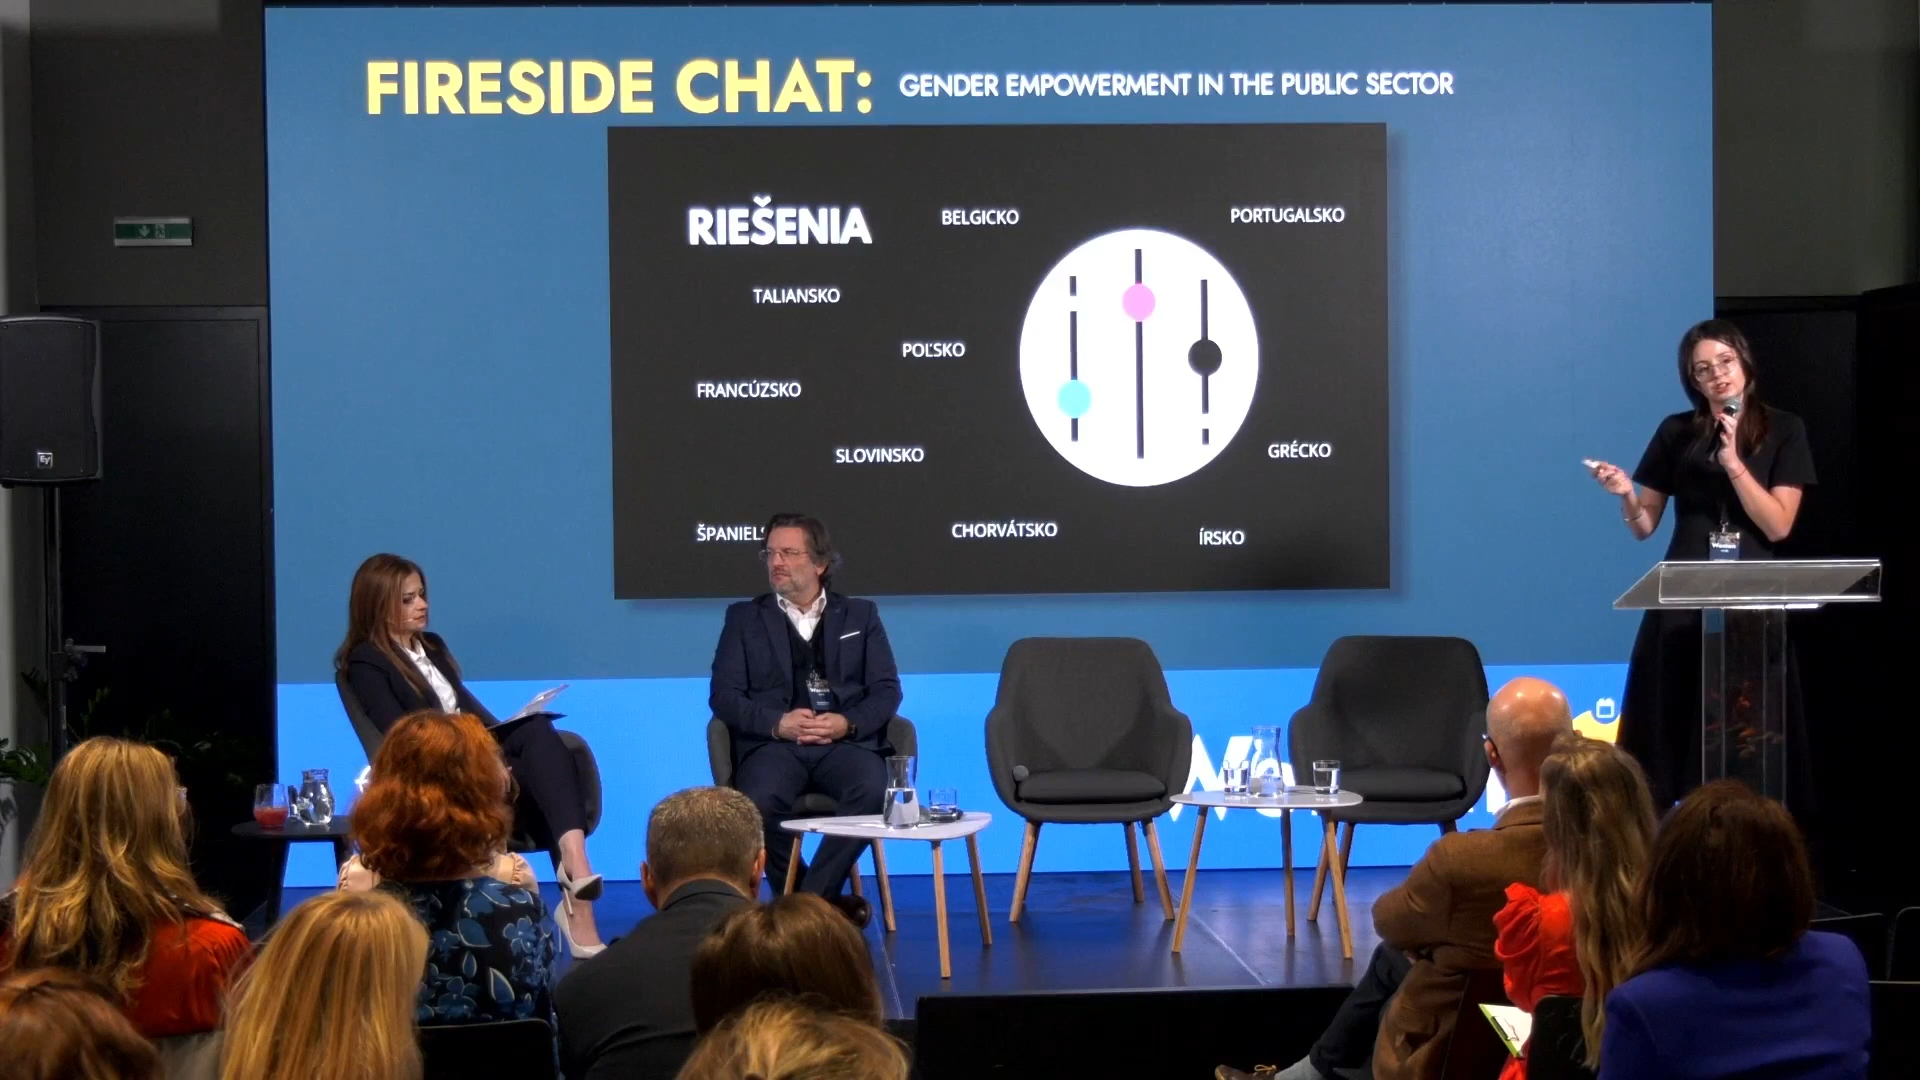 FIRESIDE CHAT: GENDER EMPOWERMENT IN THE PUBLIC SECTOR
RIEŠENIA
BELGICKO
PORTUGALSKO
TALIANSKO
POĽSKO
FRANCÚZSKO
SLOVINSKO
GRÉCKO
CHORVÁTSKO
ÍRSKO